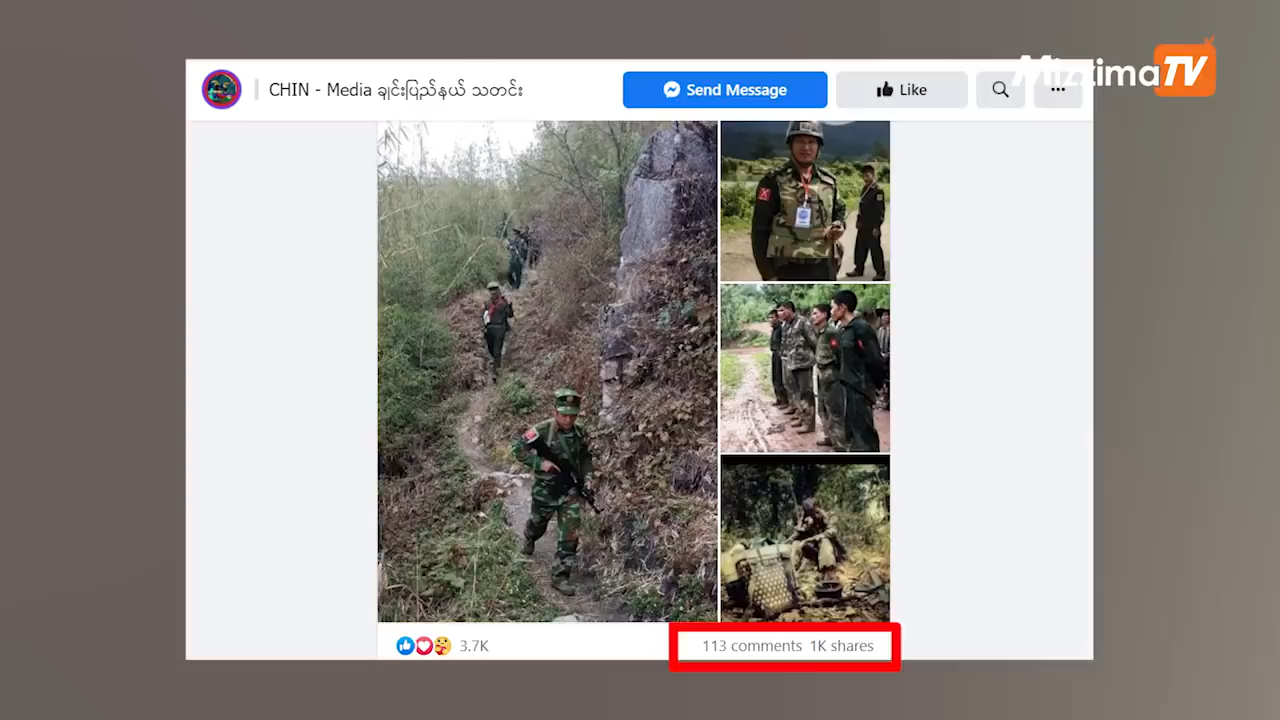 MizzimaTV
CHIN - Media ချင်းပြည်နယ် သတင်း
Send Message
Like
3.7K
113 comments 1K shares